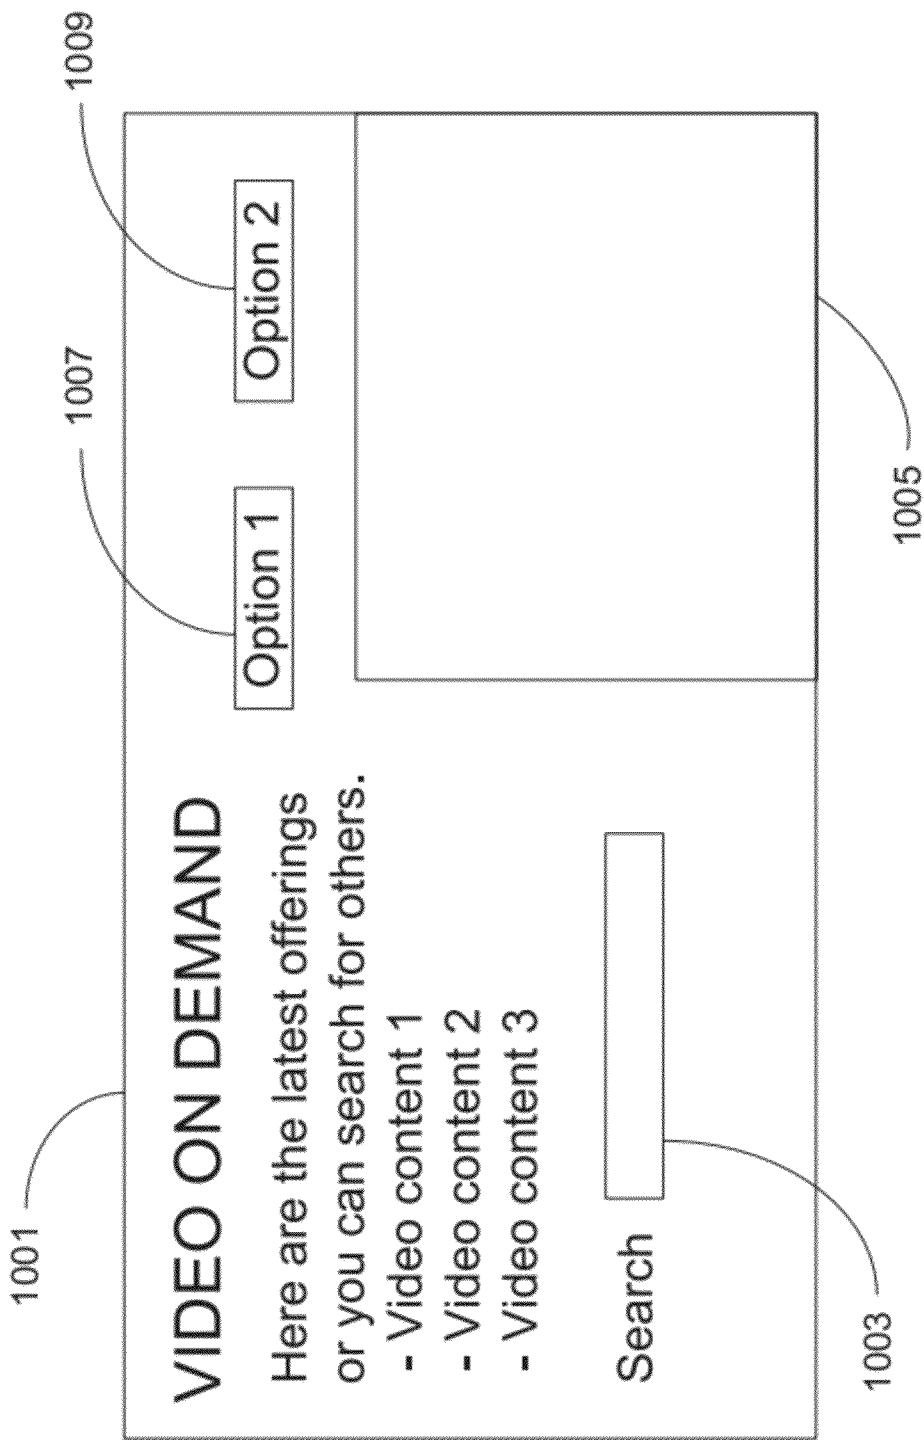 1001
1007
1009
VIDEO ON DEMAND
Option 1
Option 2
Here are the latest offerings
or you can search for others.
- Video content 1
- Video content 2
- Video content 3
Search
1003
1005